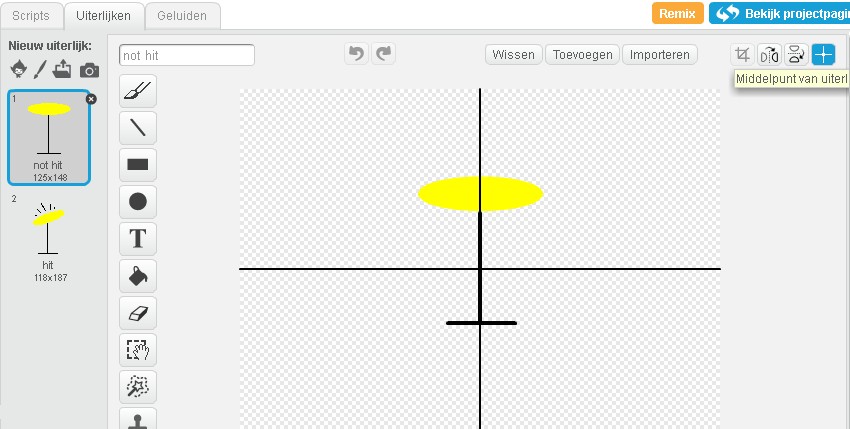 Scripts Uiterlijken Geluiden Remix Bekijk projectpagin
Nieuw uiterlijk: not hit Wissen Toevoegen Importeren
Middelpunt van uiterl
1
not hit
125x148
2
hit
118x187
T